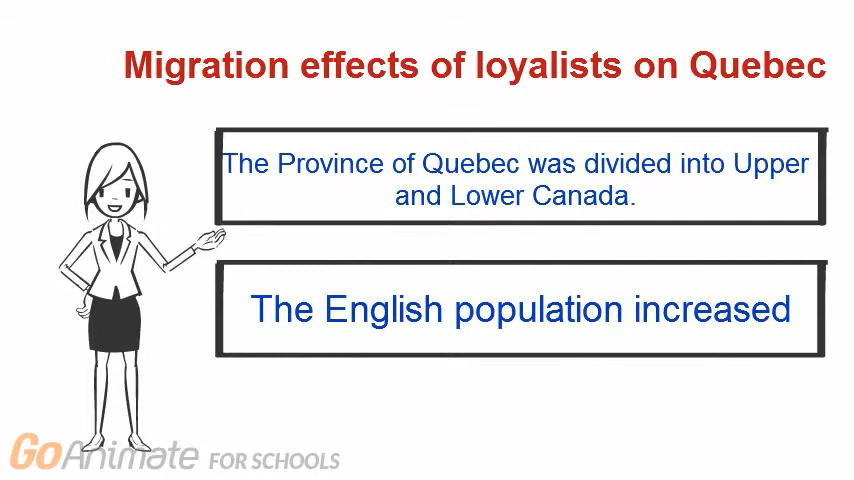 Migration effects of loyalists on Quebec
The Province of Quebec was divided into Upper
and Lower Canada.
The English population increased
GoAnimate FOR SCHOOLS